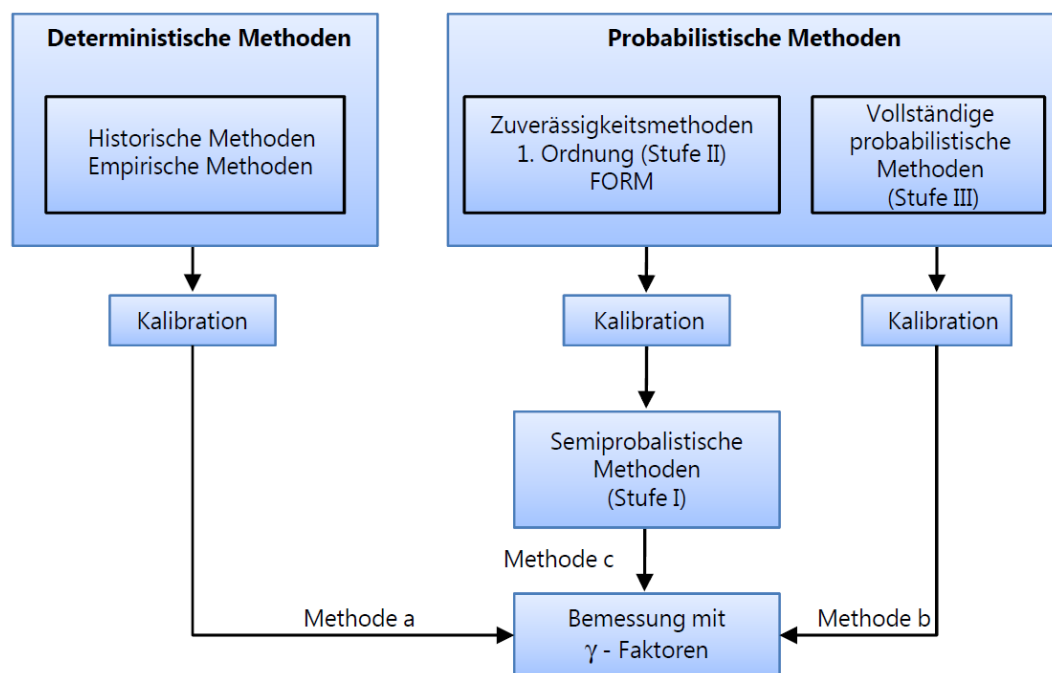 Deterministische Methoden
Historische Methoden
Empirische Methoden
Probabilistische Methoden
Zuverässigkeitsmethoden
1. Ordnung (Stufe II)
FORM
Vollständige
probabilistische
Methoden
(Stufe III)
Kalibration
Kalibration
Kalibration
Semiprobalistische
Methoden
(Stufe I)
Methode c
Methode a
Bemessung mit
γ - Faktoren
Methode b